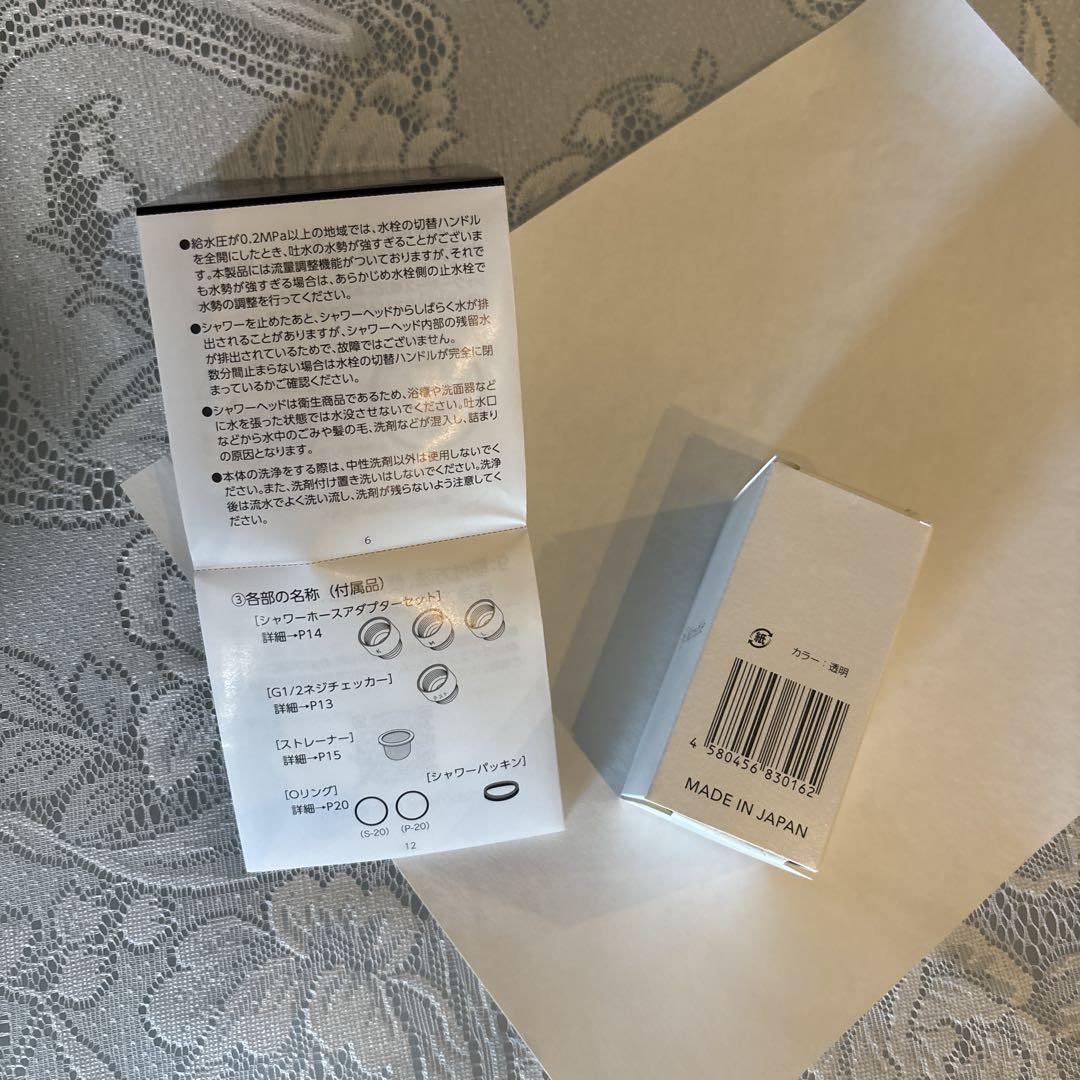 ●給水圧が0.2MPa以上の地域では、水栓の切替ハンドル
を全開にしたとき、吐水の水勢が強すぎることがございま
す。本製品には流量調整機能がついておりますが、それで
も水勢が強すぎる場合は、あらかじめ水栓側の止水栓で
水勢の調整を行ってください。
●シャワーを止めたあと、シャワーヘッドからしばらく水が排
出されることがありますが、シャワーヘッド内部の残留水
が排出されているためで、故障ではございません。
数分間止まらない場合は水栓の切替ハンドルが完全に閉
まっているかご確認ください。
●シャワーヘッドは衛生商品であるため、浴槽や洗面器など
に水を張った状態では水没させないでください。吐水口
などから水中のごみや髪の毛、洗剤などが混入し、詰まり
の原因となります。
●本体の洗浄をする際は、中性洗剤以外は使用しないでく
ださい。また、洗剤付け置き洗いはしないでください。洗浄
後は流水でよく洗い流し、洗剤が残らないよう注意してく
ださい。
6
③各部の名称（付属品）
[シャワーホースアダプターセット]
詳細→P14
K
M
L
[G1/2ネジチェッカー]
詳細→P13
テスト
[ストレーナー]
詳細→P15
[シャワーパッキン]
[Oリング]
詳細→P20
(S-20)
(P-20)
12
紙
カラー：透明
4 580456 830162
MADE IN JAPAN